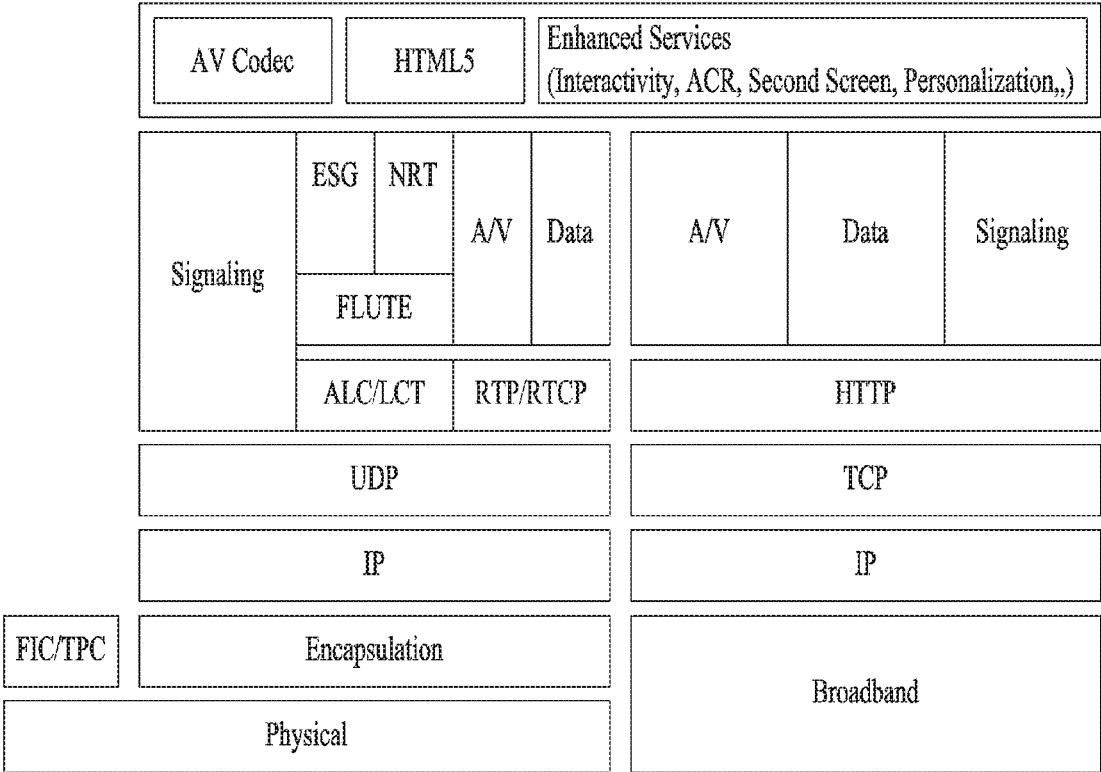 AV Codec
HTML5
Enhanced Services
(Interactivity, ACR, Second Screen, Personalization,,)
Signaling
ESG
NRT
A/V
Data
FLUTE
ALC/LCT
RTP/RTCP
A/V
Data
Signaling
HTTP
UDP
TCP
IP
IP
FIC/TPC
Encapsulation
Broadband
Physical